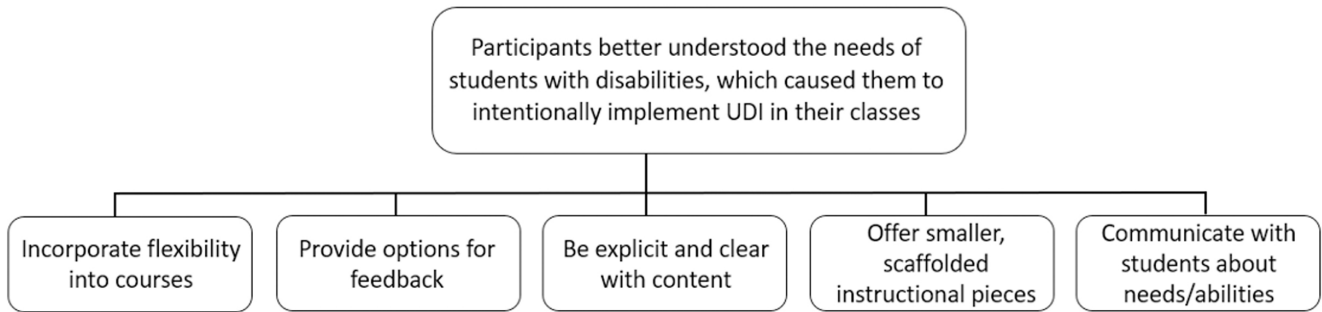 Participants better understood the needs of
students with disabilities, which caused them to
intentionally implement UDI in their classes
Incorporate flexibility
into courses
Provide options for
feedback
Be explicit and clear
with content
Offer smaller,
scaffolded
instructional pieces
Communicate with
students about
needs/abilities